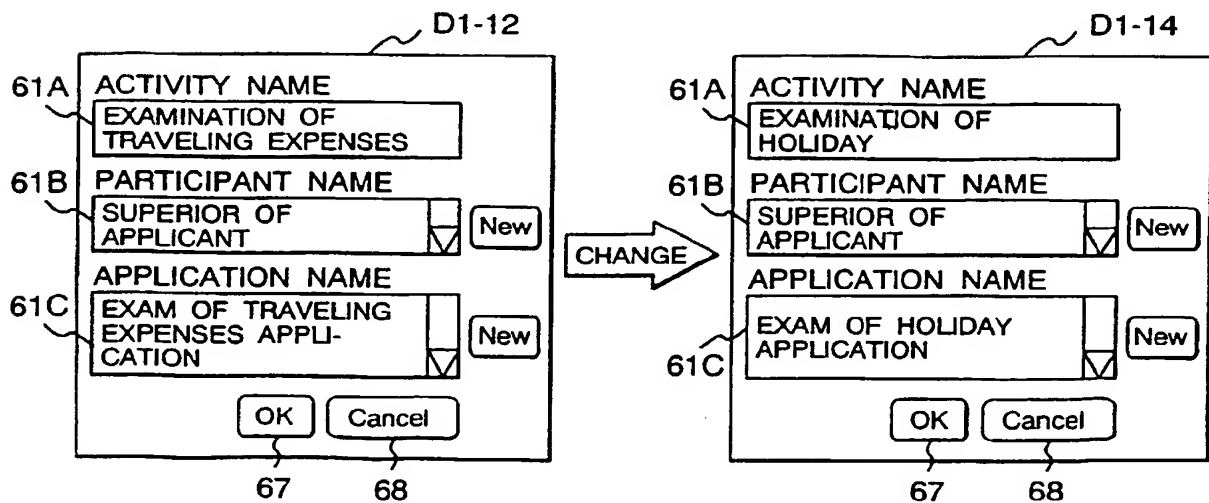 D1-12
61A ACTIVITY NAME
EXAMINATION OF
TRAVELING EXPENSES
61B PARTICIPANT NAME
SUPERIOR OF
APPLICANT
New
APPLICATION NAME
61C EXAM OF TRAVELING
EXPENSES APPLI-
CATION
New
OK Cancel
67 68
CHANGE
D1-14
61A ACTIVITY NAME
EXAMINATION OF
HOLIDAY
61B PARTICIPANT NAME
SUPERIOR OF
APPLICANT
New
APPLICATION NAME
EXAM OF HOLIDAY
APPLICATION
New
61C
OK Cancel
67 68